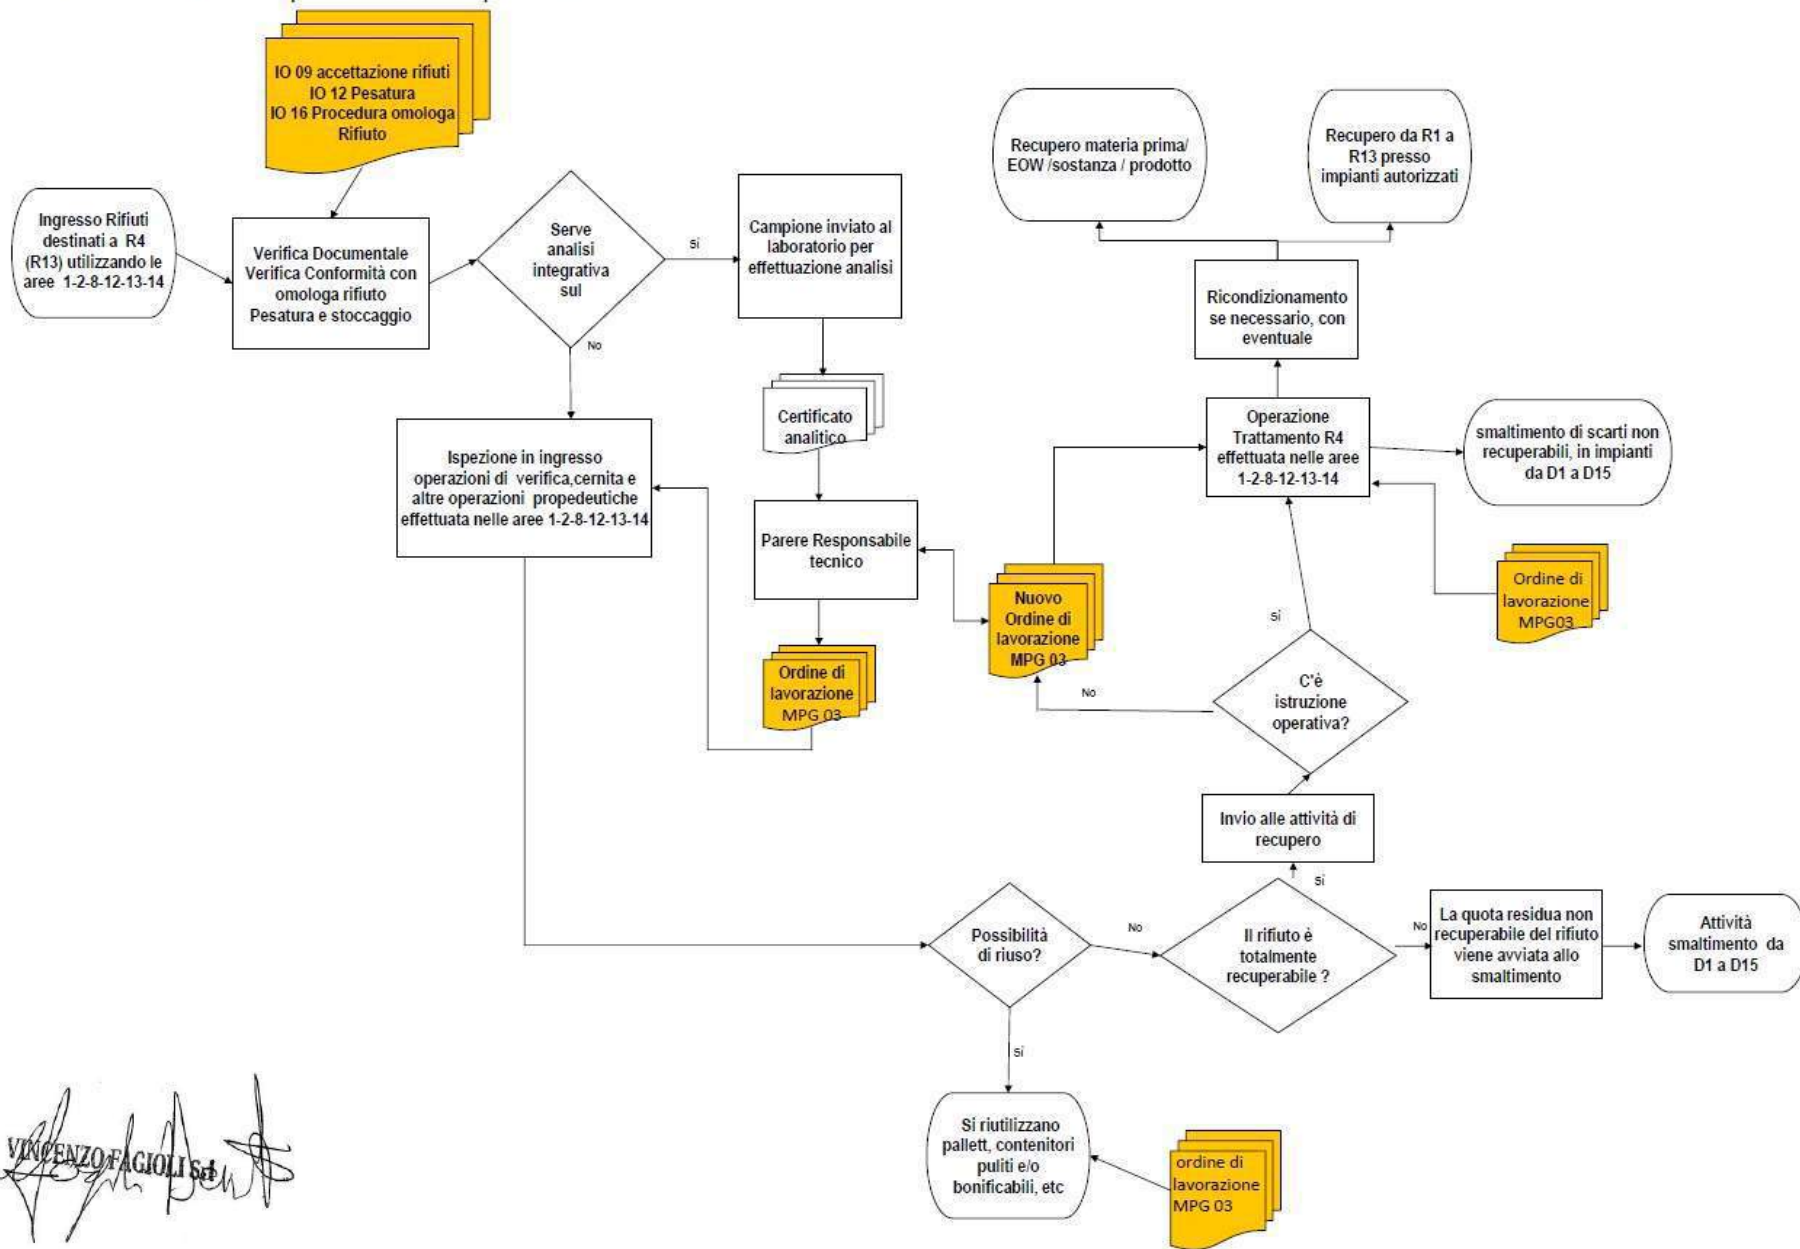 IO 09 accettazione rifiuti
IO 12 Pesatura
IO 16 Procedura omologa
Rifiuto
Ingresso Rifiuti
destinati a R4
(R13) utilizzando le
aree 1-2-8-12-13-14
Verifica Documentale
Verifica Conformità con
omologa rifiuto
Pesatura e stoccaggio
Serve
analisi
integrativa
sul
Sì
No
Campione inviato al
laboratorio per
effettuazione analisi
Certificato
analitico
Parere Responsabile
tecnico
Ordine di
lavorazione
MPG 03
Ispezione in ingresso
operazioni di verifica,cernita e
altre operazioni propedeutiche
effettuata nelle aree 1-2-8-12-13-14
Recupero materia prima/
EOW /sostanza / prodotto
Recupero da R1 a
R13 presso
impianti autorizzati
Ricondizionamento
se necessario, con
eventuale
Operazione
Trattamento R4
effettuata nelle aree
1-2-8-12-13-14
smaltimento di scarti non
recuperabili, in impianti
da D1 a D15
Ordine di
lavorazione
MPG03
Nuovo
Ordine di
lavorazione
MPG 03
Sì
No
C'è
istruzione
operativa?
Invio alle attività di
recupero
Sì
Possibilità
di riuso?
No
Il rifiuto è
totalmente
recuperabile ?
No
La quota residua non
recuperabile del rifiuto
viene avviata allo
smaltimento
Attività
smaltimento da
D1 a D15
Sì
Si riutilizzano
pallett, contenitori
puliti e/o
bonificabili, etc
ordine di
lavorazione
MPG 03
VINCENZO FAGIOLI Srl